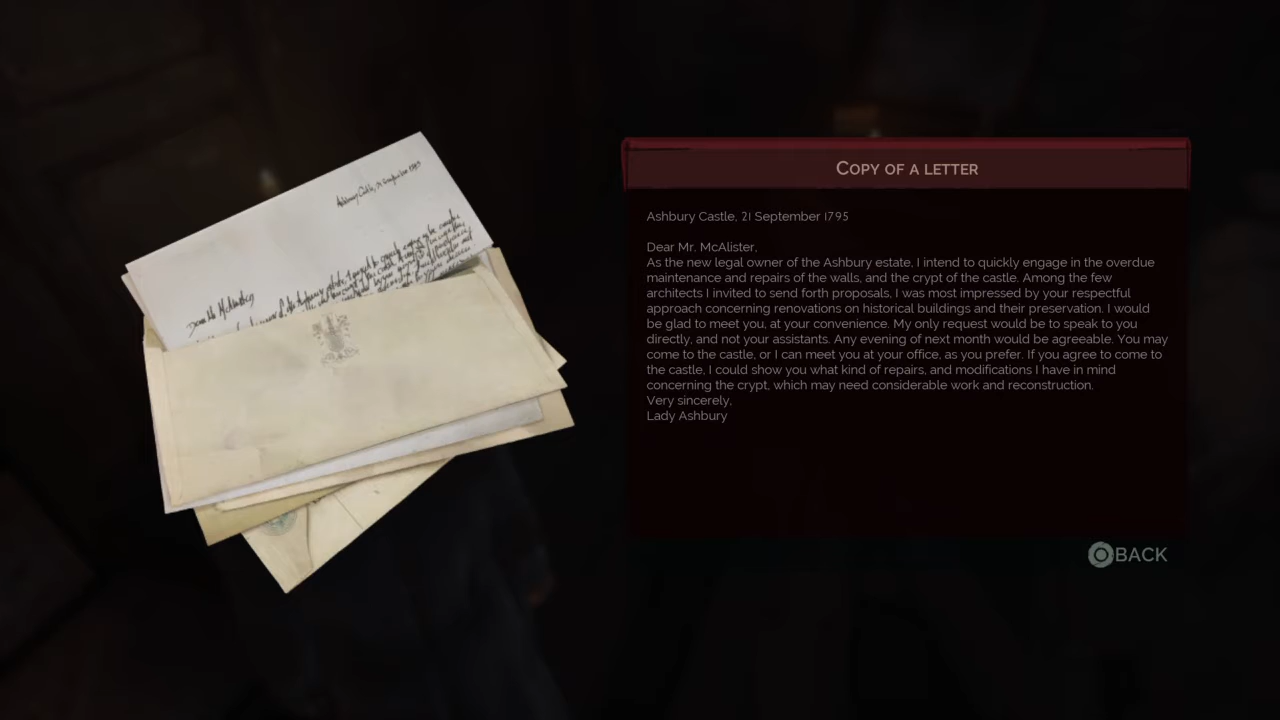 Ashbury Castle,
COPY OF A LETTER
Ashbury Castle, 21 September 1795
Dear Mr. McAlister,
As the new legal owner of the Ashbury estate, I intend to quickly engage in the overdue
maintenance and repairs of the walls, and the crypt of the castle. Among the few
architects I invited to send forth proposals, I was most impressed by your respectful
approach concerning renovations on historical buildings and their preservation. I would
be glad to meet you, at your convenience. My only request would be to speak to you
directly, and not your assistants. Any evening of next month would be agreeable. You may
come to the castle, or I can meet you at your office, as you prefer. If you agree to come to
the castle, I could show you what kind of repairs, and modifications I have in mind
concerning the crypt, which may need considerable work and reconstruction.
Very sincerely,
Lady Ashbury
BACK